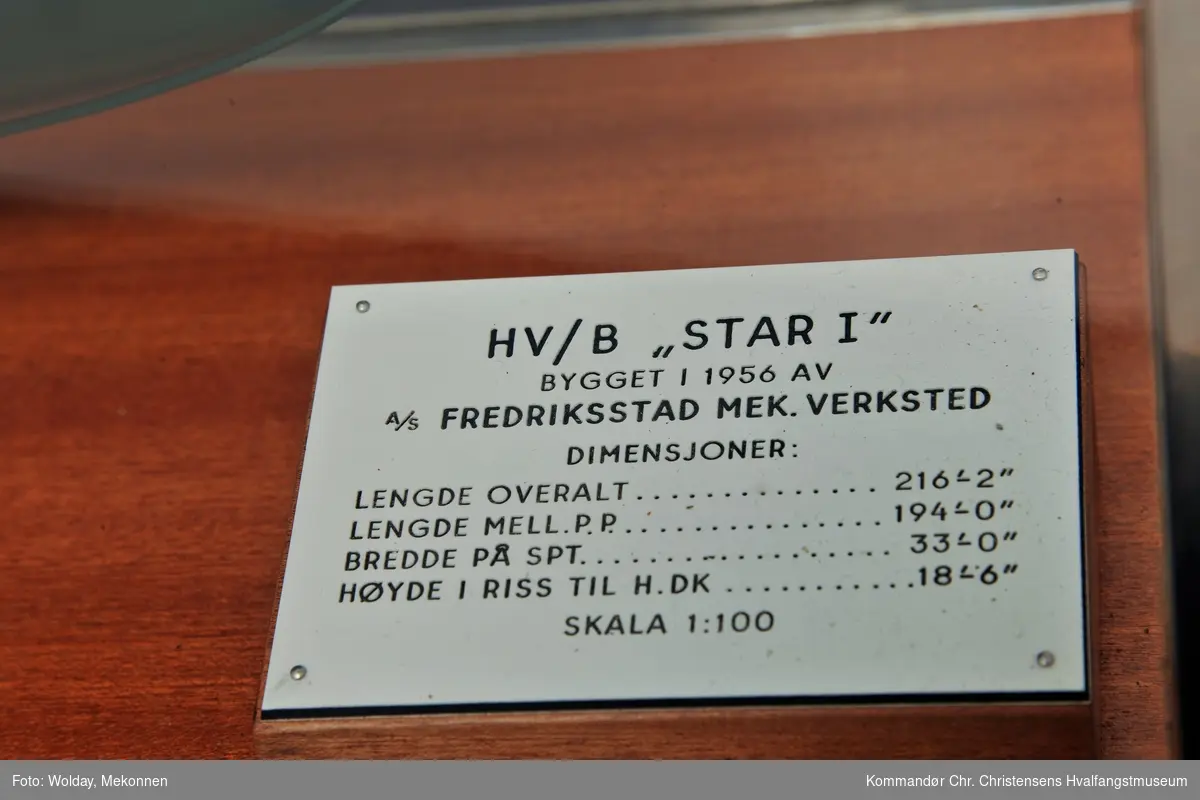 HV/B „STAR I”
BYGGET I 1956 AV
A/S FREDRIKSSTAD MEK. VERKSTED
DIMENSJONER:
LENGDE OVERALT............... 216'-2"
LENGDE MELL.P.P................ 194'-0"
BREDDE PÅ SPT................... 33'-0"
HØYDE I RISS TIL H.DK ...........18'-6"
SKALA 1:100
Foto: Wolday, Mekonnen
Kommandør Chr. Christensens Hvalfangstmuseum